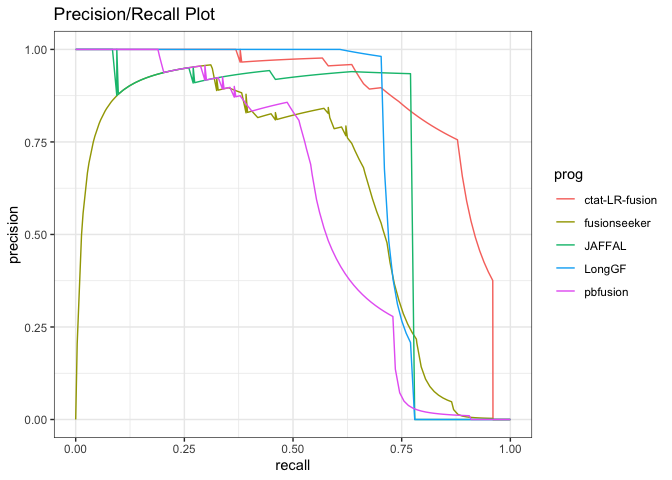 Precision/Recall Plot
precision
1.00
0.75
0.50
0.25
0.00
0.00 0.25 0.50 0.75 1.00
recall
prog
ctat-LR-fusion
fusionseeker
JAFFAL
LongGF
pbfusion